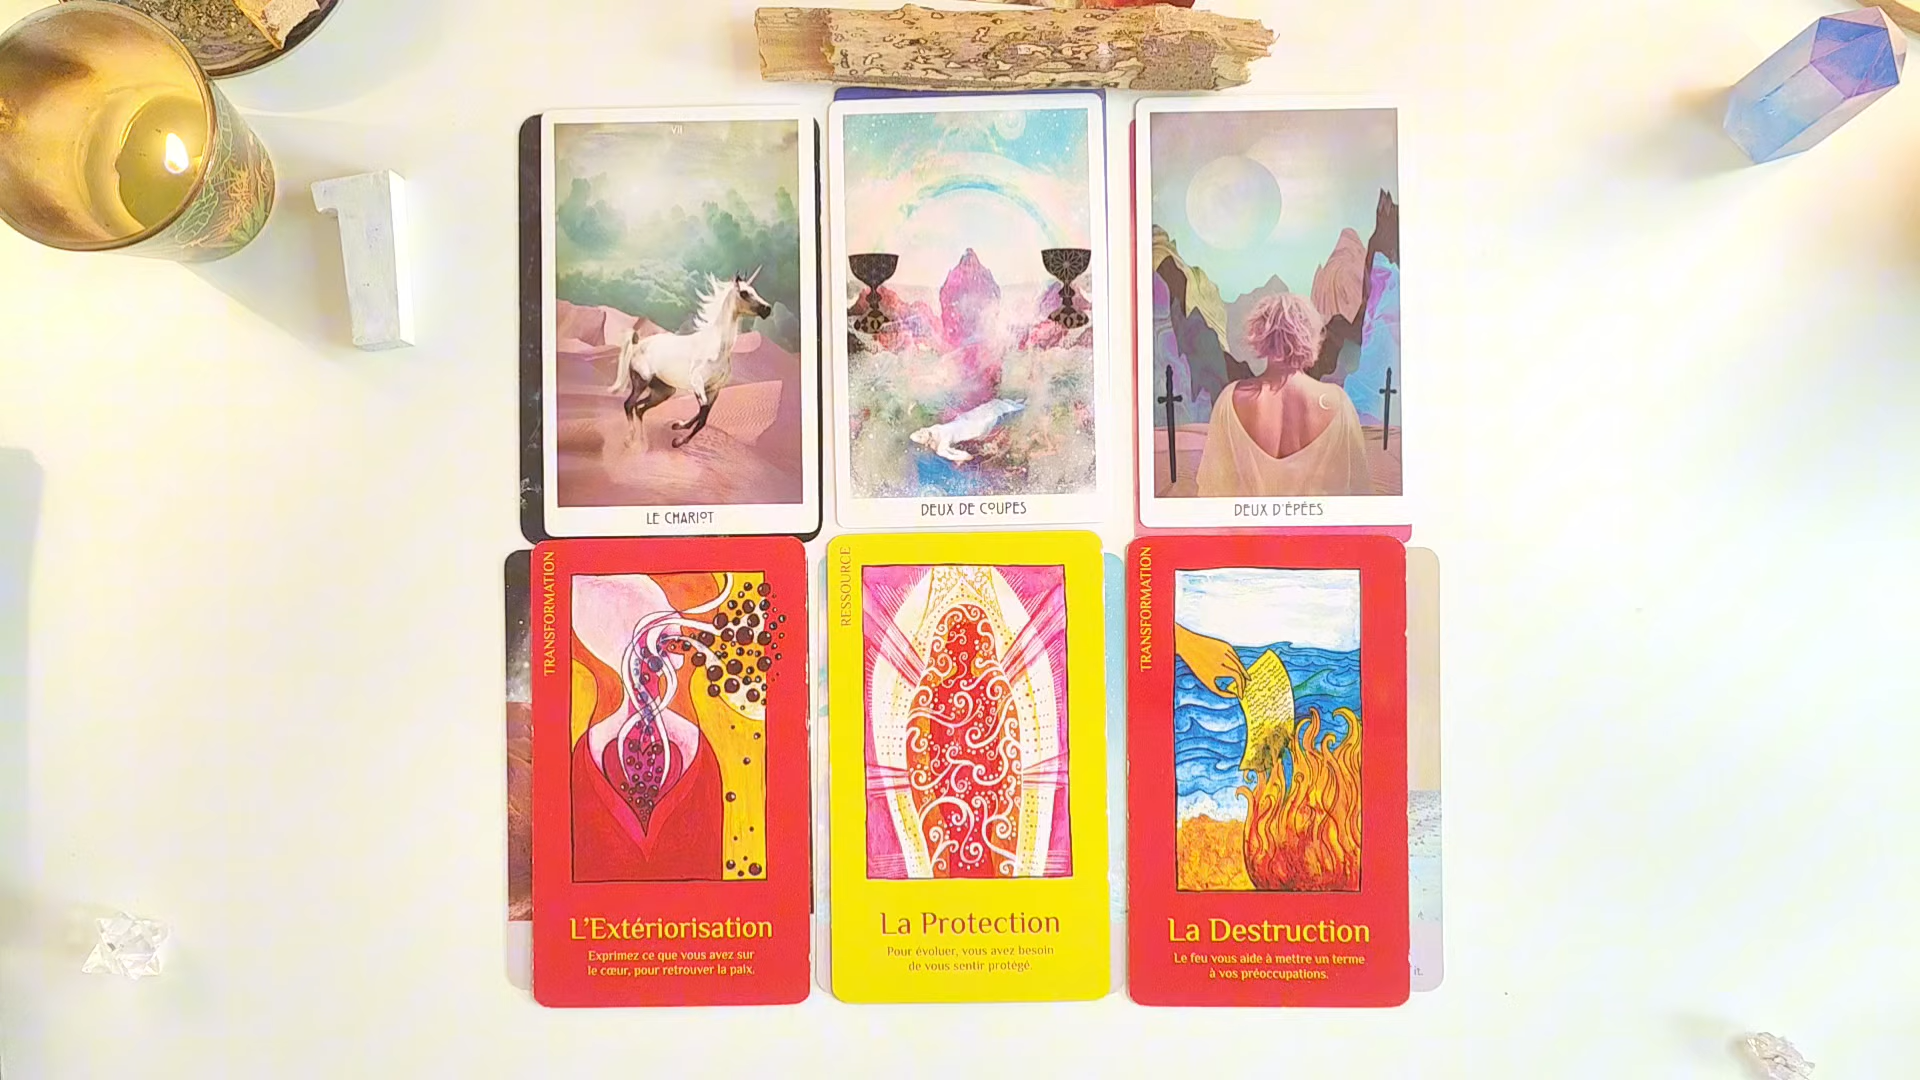 1
VII
LE CHARIOT
DEUX DE COUPES
DEUX D'ÉPÉES
TRANSFORMATION
L'Extériorisation
Exprimez ce que vous avez sur
le cœur, pour retrouver la paix.
RESSOURCE
La Protection
Pour évoluer, vous avez besoin
de vous sentir protégé.
TRANSFORMATION
La Destruction
Le feu vous aide à mettre un terme
à vos préoccupations.
it.